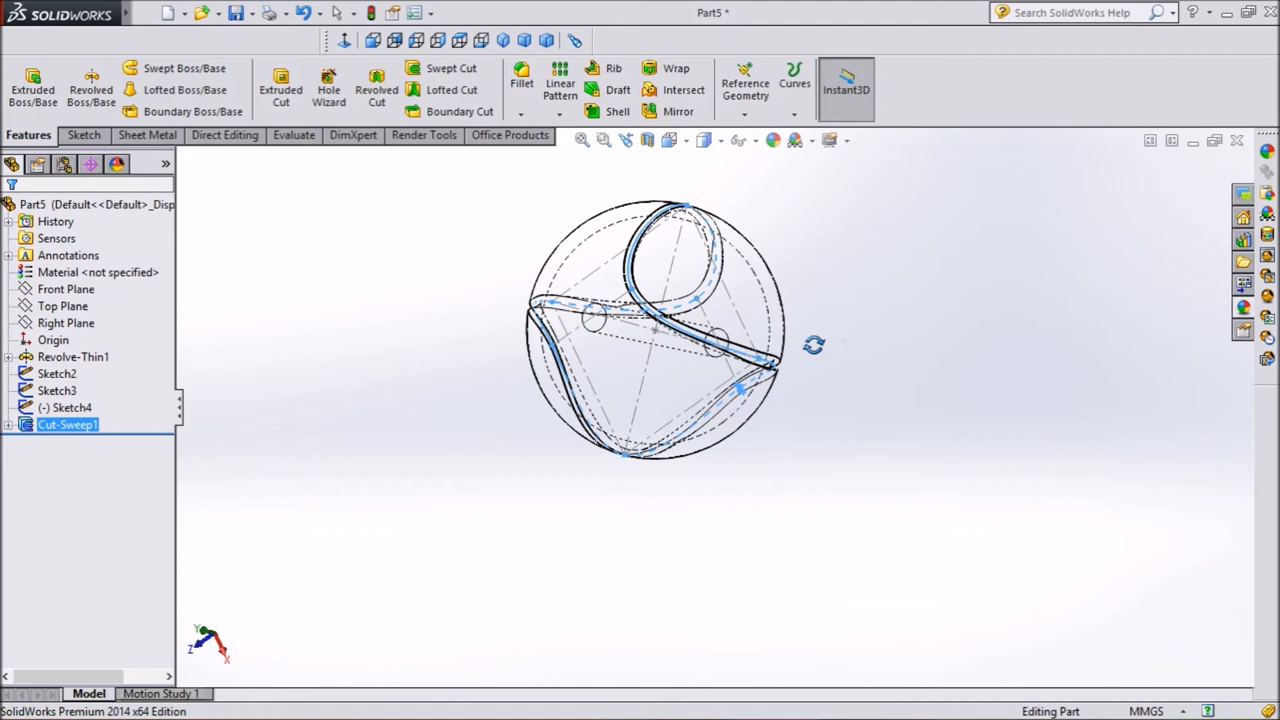 SOLIDWORKS
Part5 *
Search SolidWorks Help
Extruded Boss/Base
Revolved Boss/Base
Swept Boss/Base
Lofted Boss/Base
Boundary Boss/Base
Extruded Cut
Hole Wizard
Revolved Cut
Swept Cut
Lofted Cut
Boundary Cut
Fillet
Linear Pattern
Rib
Draft
Shell
Wrap
Intersect
Mirror
Reference Geometry
Curves
Instant3D
Features
Sketch
Sheet Metal
Direct Editing
Evaluate
DimXpert
Render Tools
Office Products
Part5 (Default<<Default>_Disp
History
Sensors
Annotations
Material <not specified>
Front Plane
Top Plane
Right Plane
Origin
Revolve-Thin1
Sketch2
Sketch3
(-) Sketch4
Cut-Sweep1
Y
Z
X
Model
Motion Study 1
SolidWorks Premium 2014 x64 Edition
Editing Part
MMGS